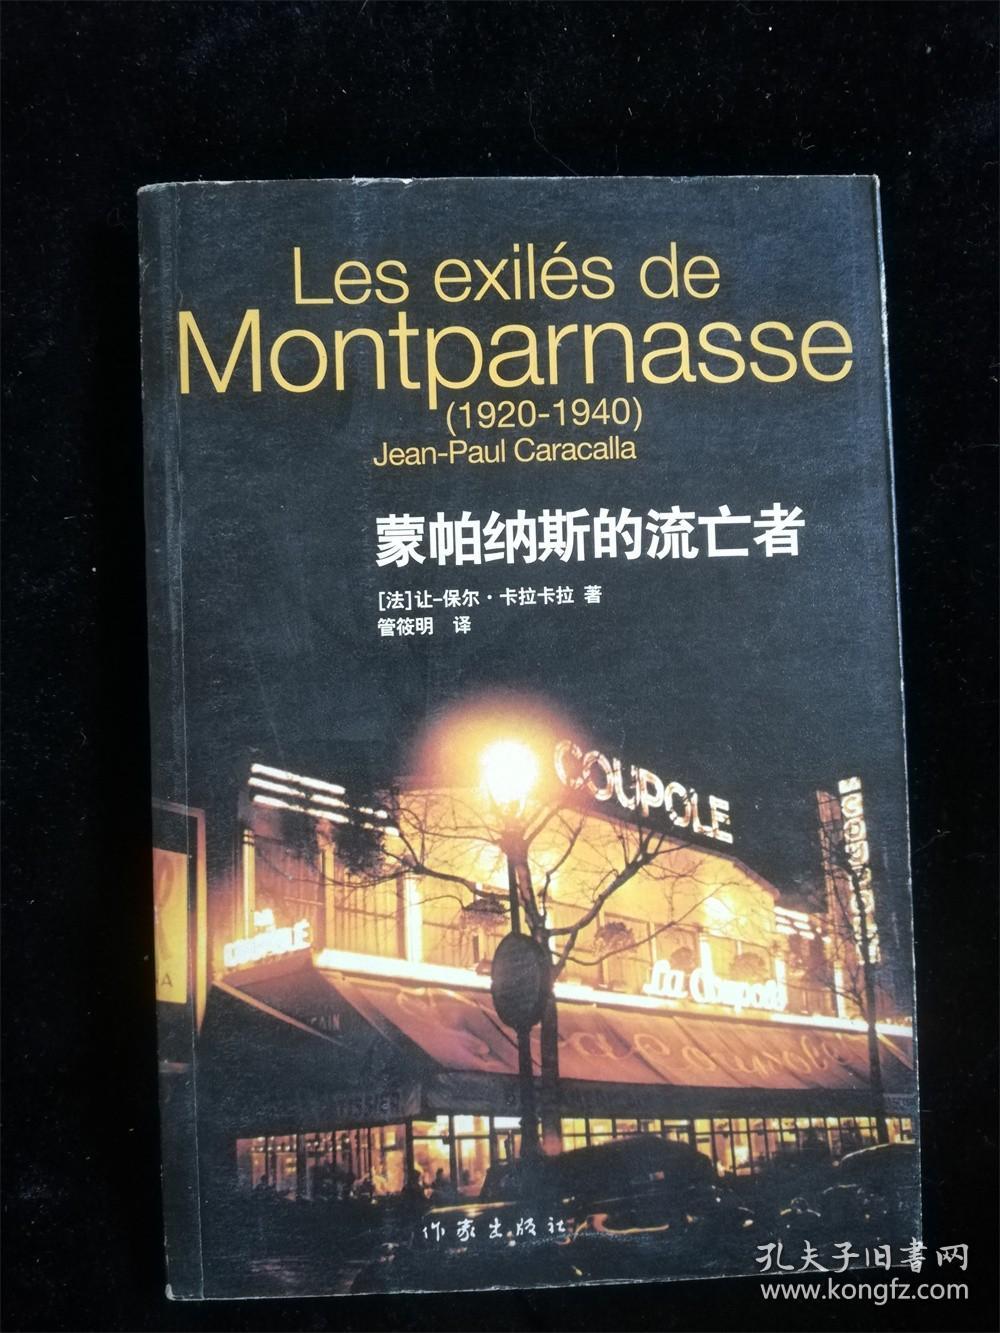 Les exilés de
Montparnasse
(1920-1940)
Jean-Paul Caracalla
蒙帕纳斯的流亡者
[法]让-保尔·卡拉卡拉 著
管筱明 译
COUPOLE
COUPOLE
La Coupole
作家出版社
孔夫子旧书网
www.kongfz.com